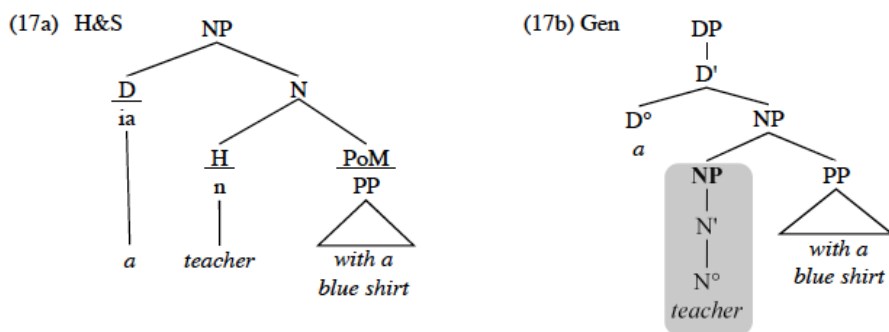 (17a) H&S
NP
D
ia
N
H
n
PoM
PP
a
teacher
with a
blue shirt
(17b) Gen
DP
D'
D°
a
NP
NP
N'
N°
teacher
PP
with a
blue shirt